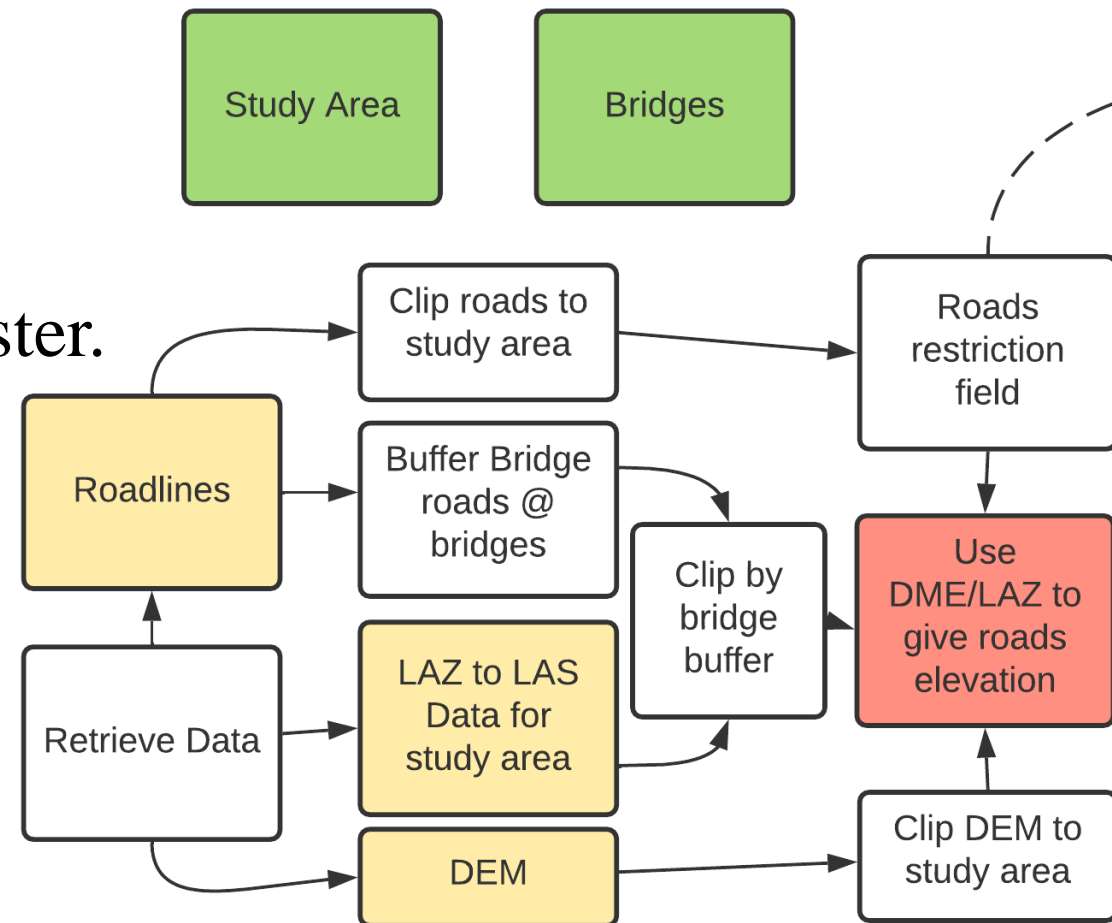 Study Area
Bridges
Clip roads to
study area
Roads
restriction
field
ster.
Roadlines
Buffer Bridge
roads @
bridges
Clip by
bridge
buffer
Use
DME/LAZ to
give roads
elevation
Retrieve Data
LAZ to LAS
Data for
study area
DEM
Clip DEM to
study area